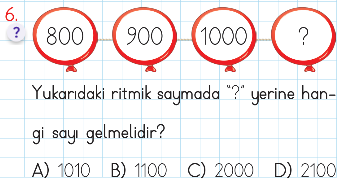 6.
? 800 900 1000 ?
Yukarıdaki ritmik saymada "?" yerine han-
gi sayı gelmelidir?
A) 1010 B) 1100 C) 2000 D) 2100